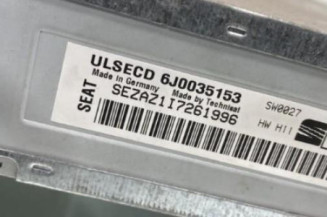 ULSECD 6J0035153
Made in Germany Made by Technisat
SEAT
SEZAZ1I7261996
SW0027
HW H11